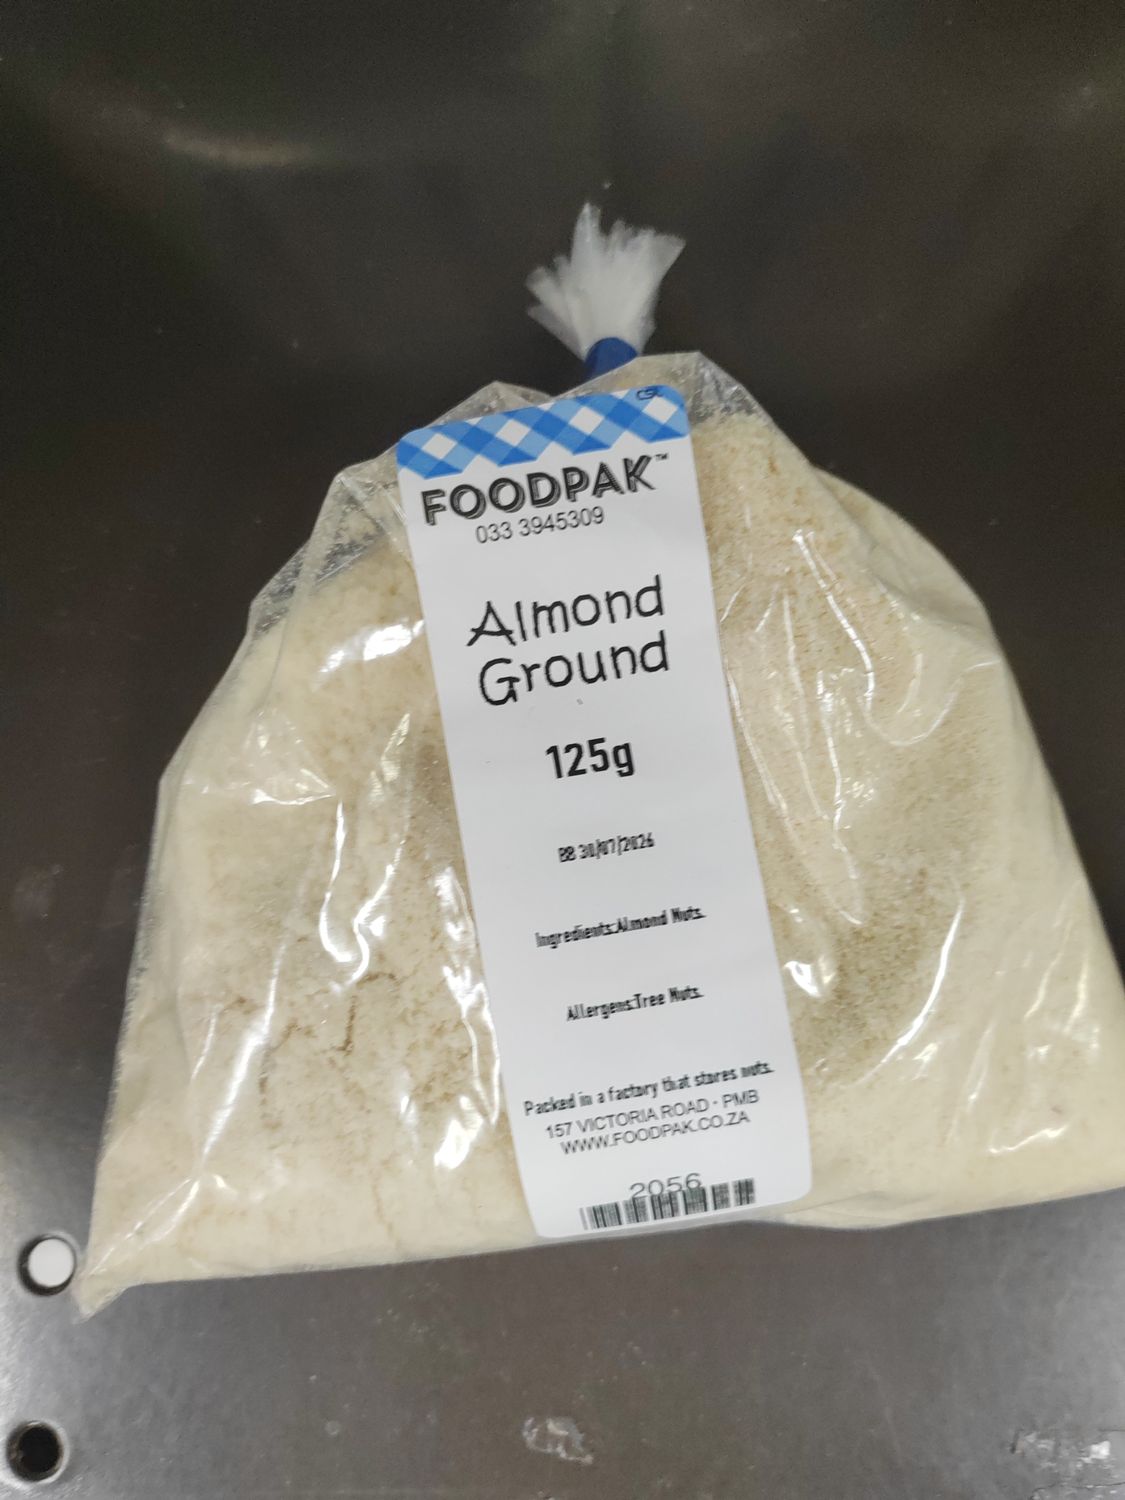 CSL
FOODPAK™
033 3945309
Almond
Ground
125g
BB 30/07/2026
Ingredients:Almond Nuts.
Allergens:Tree Nuts.
Packed in a factory that stores nuts.
157 VICTORIA ROAD · PMB
WWW.FOODPAK.CO.ZA
2056